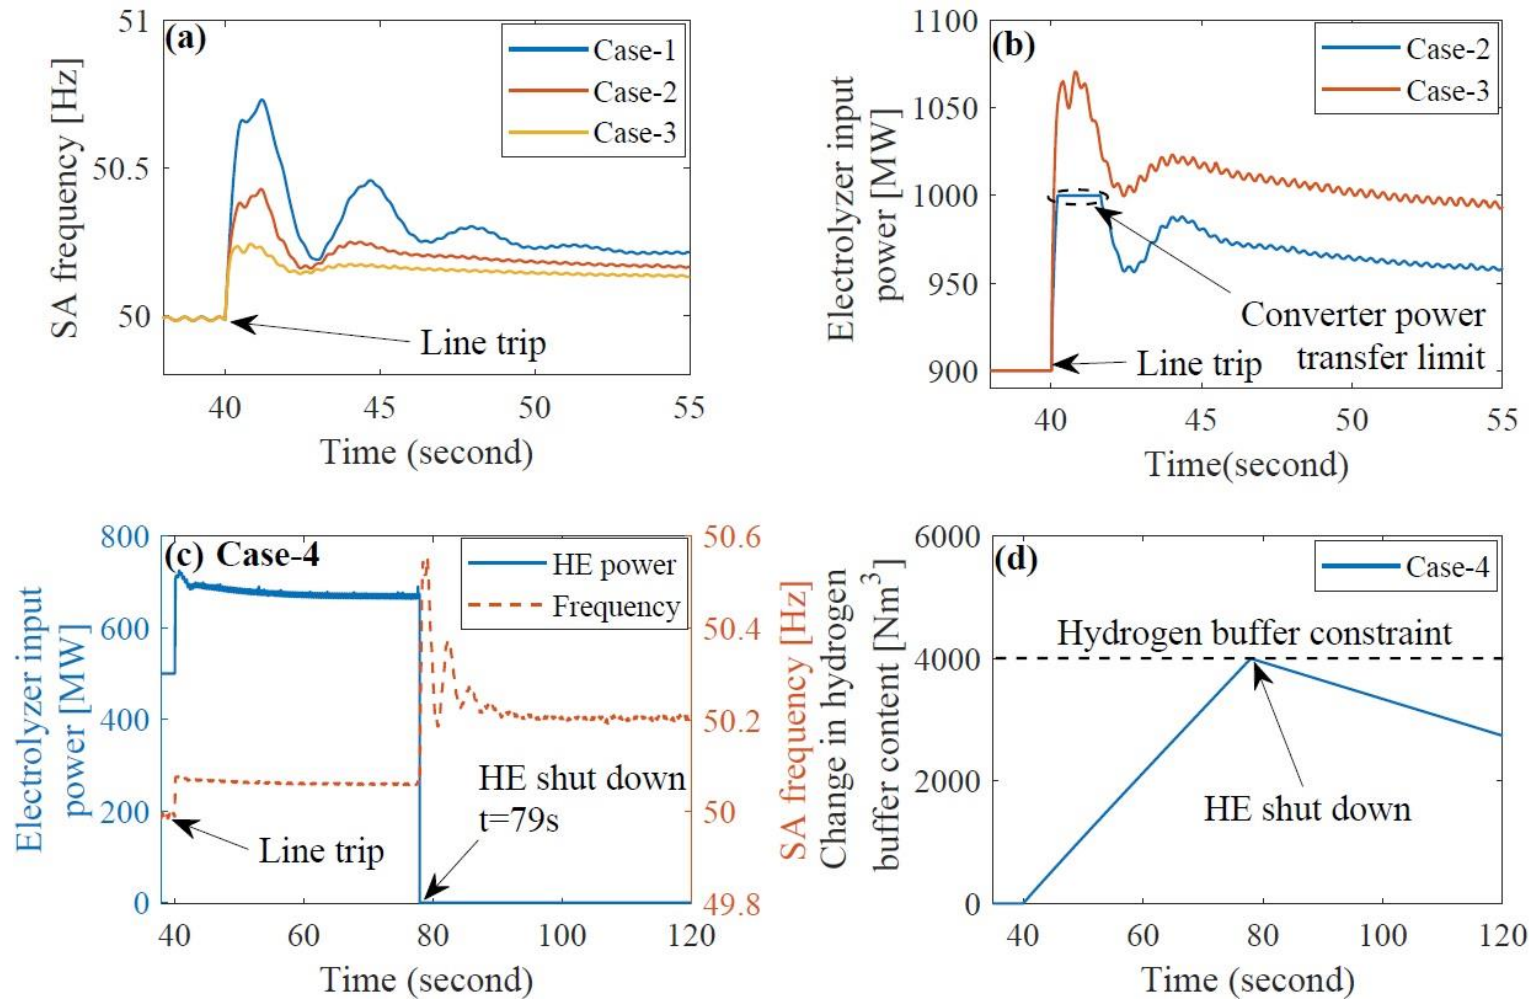 (a)
51
50.5
50
SA frequency [Hz]
Case-1
Case-2
Case-3
Line trip
40
45
50
55
Time (second)
(b)
1100
1050
1000
950
900
Electrolyzer input
power [MW]
Case-2
Case-3
Converter power
transfer limit
Line trip
40
45
50
55
Time(second)
(c) Case-4
800
600
400
200
0
Electrolyzer input
power [MW]
HE power
Frequency
50.6
50.4
50.2
50
49.8
SA frequency [Hz]
HE shut down
t=79s
Line trip
40
60
80
100
120
Time (second)
(d)
6000
4000
2000
0
Change in hydrogen
buffer content [Nm³]
Case-4
Hydrogen buffer constraint
HE shut down
40
60
80
100
120
Time (second)